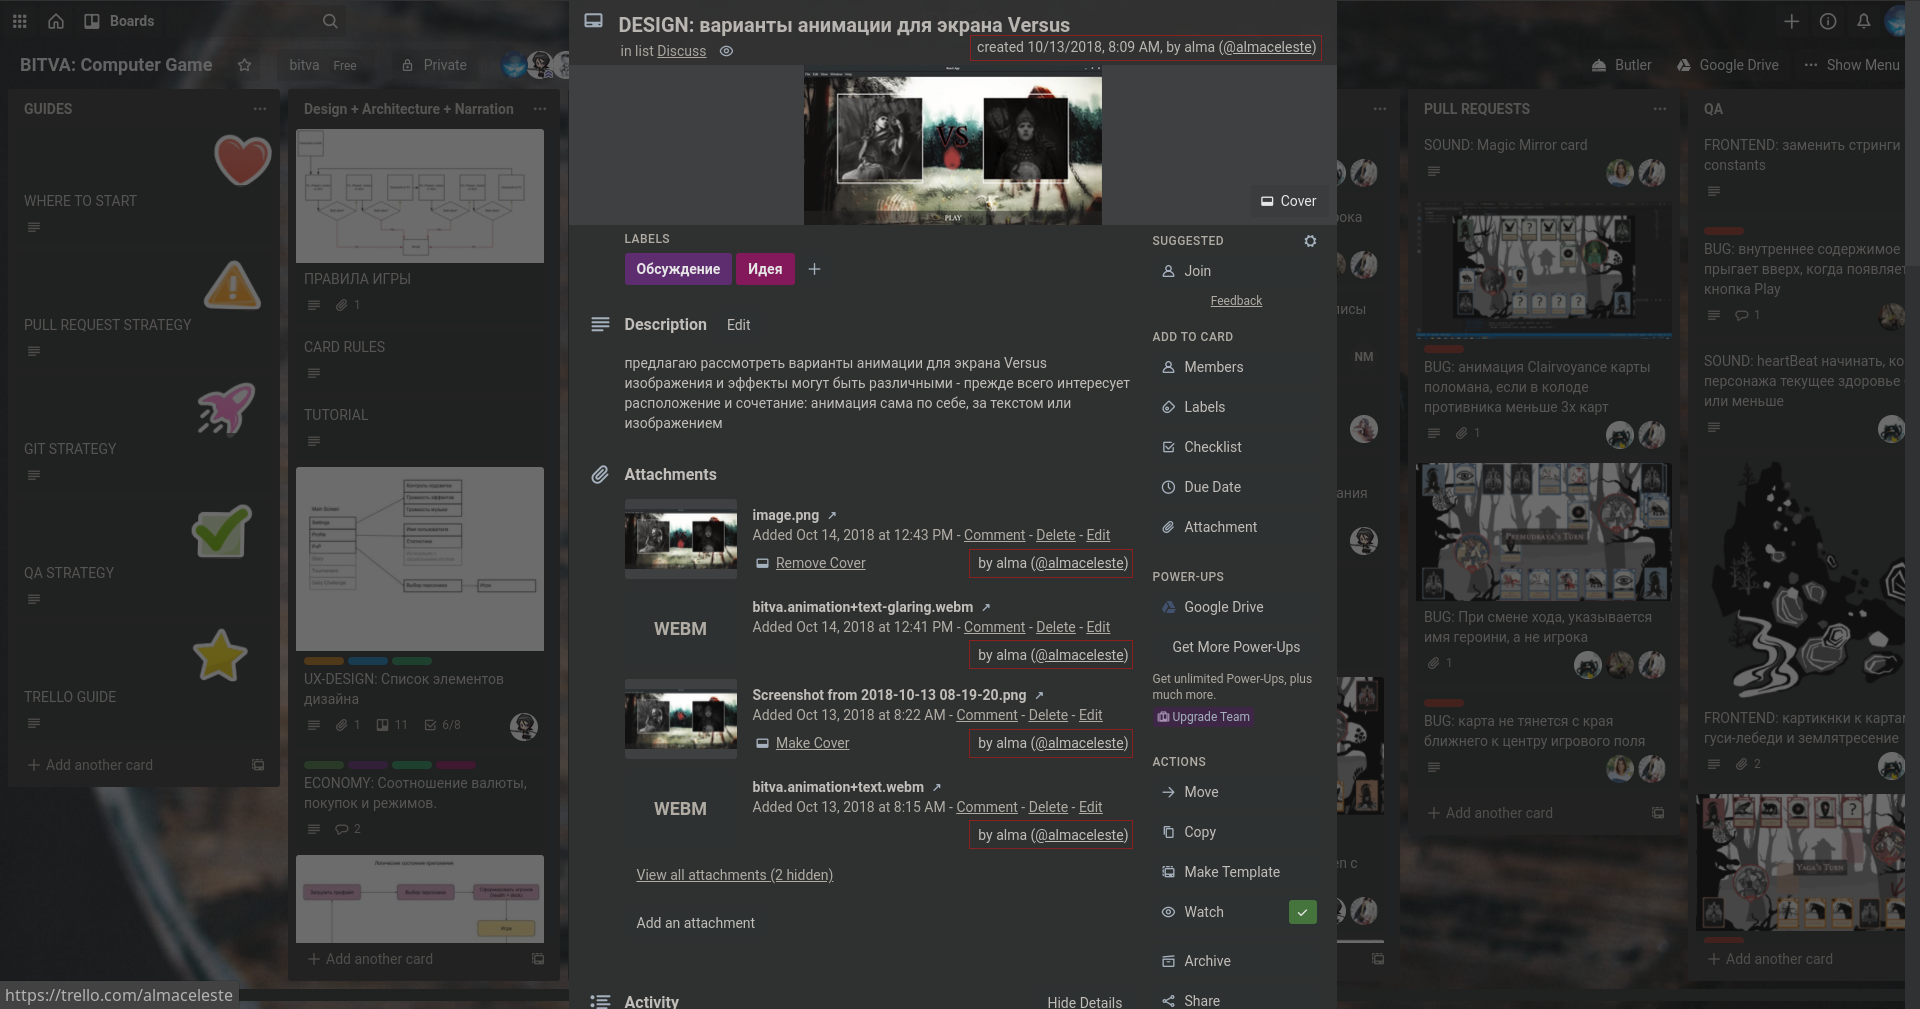 Boards
BITVA: Computer Game
bitva Free
Private
Butler
Google Drive
Show Menu
GUIDES
WHERE TO START
PULL REQUEST STRATEGY
GIT STRATEGY
QA STRATEGY
TRELLO GUIDE
+ Add another card
Design + Architecture + Narration
ПРАВИЛА ИГРЫ
1
CARD RULES
TUTORIAL
UX-DESIGN: Список элементов
дизайна
1 11 6/8
ECONOMY: Соотношение валюты,
покупок и режимов.
2
+ Add another card
DESIGN: варианты анимации для экрана Versus
in list Discuss
created 10/13/2018, 8:09 AM, by alma (@almaceleste)
VS
PLAY
Cover
LABELS
Обсуждение
Идея
Description Edit
предлагаю рассмотреть варианты анимации для экрана Versus
изображения и эффекты могут быть различными - прежде всего интересует
расположение и сочетание: анимация сама по себе, за текстом или
изображением
Attachments
image.png ↗
Added Oct 14, 2018 at 12:43 PM - Comment - Delete - Edit
Remove Cover
by alma (@almaceleste)
WEBM
bitva.animation+text-glaring.webm ↗
Added Oct 14, 2018 at 12:41 PM - Comment - Delete - Edit
by alma (@almaceleste)
Screenshot from 2018-10-13 08-19-20.png ↗
Added Oct 13, 2018 at 8:22 AM - Comment - Delete - Edit
Make Cover
by alma (@almaceleste)
WEBM
bitva.animation+text.webm ↗
Added Oct 13, 2018 at 8:15 AM - Comment - Delete - Edit
by alma (@almaceleste)
View all attachments (2 hidden)
Add an attachment
Activity
Hide Details
SUGGESTED
Join
Feedback
ADD TO CARD
Members
Labels
Checklist
Due Date
Attachment
POWER-UPS
Google Drive
Get More Power-Ups
Get unlimited Power-Ups, plus
much more.
Upgrade Team
ACTIONS
Move
Copy
Make Template
Watch
Archive
Share
NM
PULL REQUESTS
SOUND: Magic Mirror card
BUG: анимация Clairvoyance карты
поломана, если в колоде
противника меньше 3х карт
1
PREMUDRAYA'S TURN
BUG: При смене хода, указывается
имя героини, а не игрока
1
BUG: карта не тянется с края
ближнего к центру игрового поля
+ Add another card
QA
FRONTEND: заменить стринги
constants
BUG: внутреннее содержимое
прыгает вверх, когда появляет
кнопка Play
1
SOUND: heartBeat начинать, ко
персонажа текущее здоровье
или меньше
FRONTEND: картикнки к карта
гуси-лебеди и землятресение
2
YAGA'S TURN
+ Add another card
https://trello.com/almaceleste